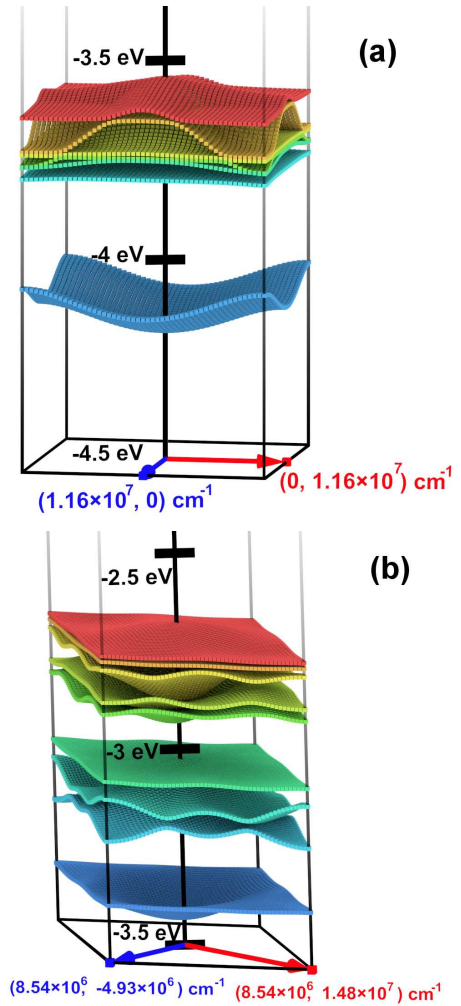 -3.5 eV
(a)
-4 eV
-4.5 eV
(0, 1.16×10⁷) cm⁻¹
(1.16×10⁷, 0) cm⁻¹
-2.5 eV
(b)
-3 eV
-3.5 eV
(8.54×10⁶, -4.93×10⁶) cm⁻¹
(8.54×10⁶, 1.48×10⁷) cm⁻¹